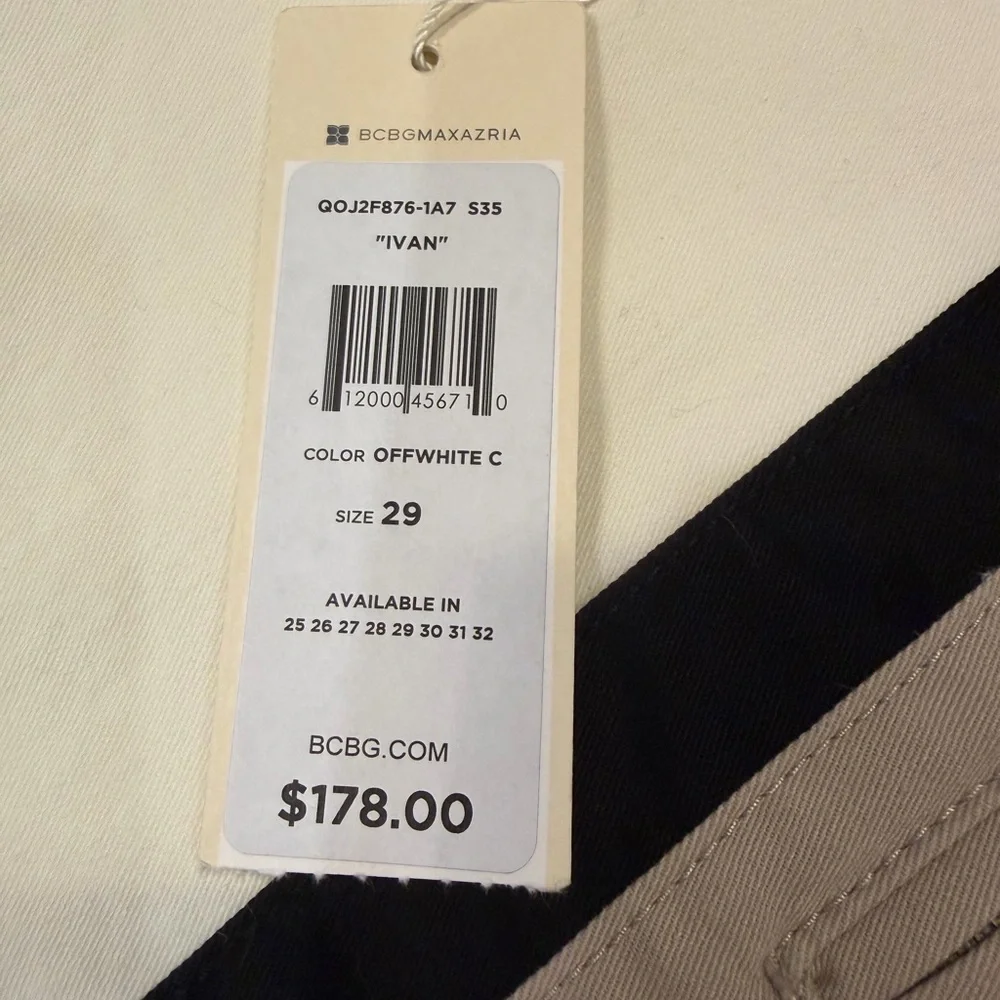 BCBGMAXAZRIA
QOJ2F876-1A7 S35
"IVAN"
6 12000 45671 0
COLOR OFFWHITE C
SIZE 29
AVAILABLE IN
25 26 27 28 29 30 31 32
BCBG.COM
$178.00